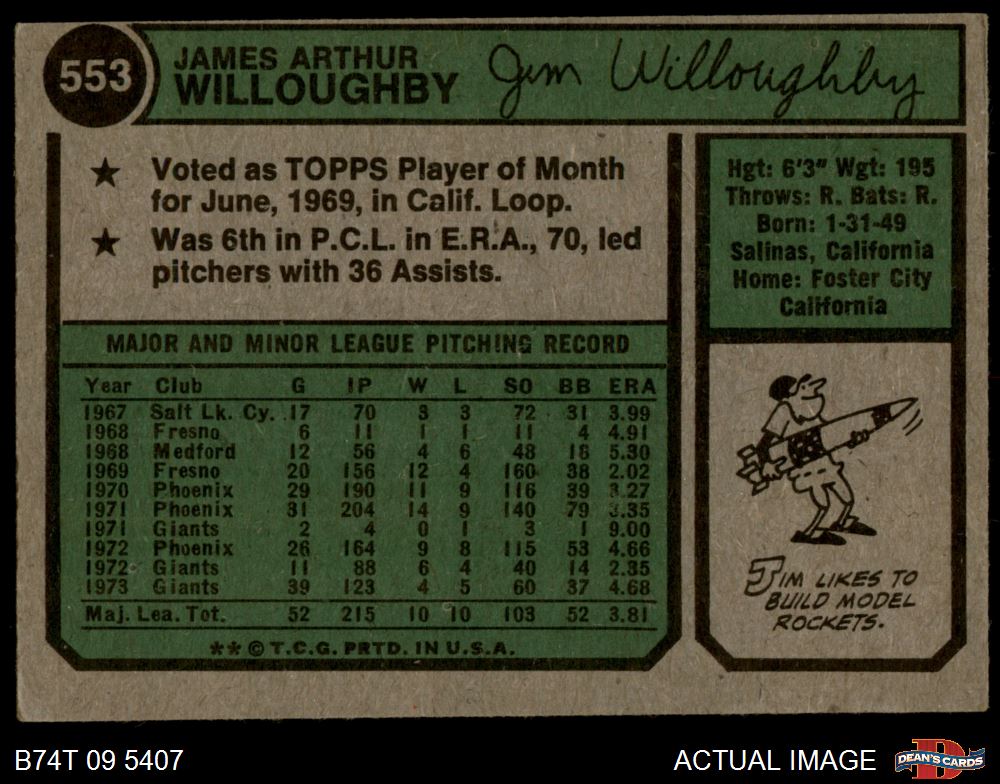 553
JAMES ARTHUR
WILLOUGHBY
Jim Willoughby
★ Voted as TOPPS Player of Month
for June, 1969, in Calif. Loop.
★ Was 6th in P.C.L. in E.R.A., 70, led
pitchers with 36 Assists.
Hgt: 6'3" Wgt: 195
Throws: R. Bats: R.
Born: 1-31-49
Salinas, California
Home: Foster City
California
MAJOR AND MINOR LEAGUE PITCHING RECORD
Year Club G IP W L SO BB ERA
1967 Salt Lk. Cy. 17 70 3 3 72 31 3.99
1968 Fresno 6 11 1 1 11 4 4.91
1968 Medford 12 56 4 6 48 18 5.30
1969 Fresno 20 156 12 4 160 38 2.02
1970 Phoenix 29 190 11 9 116 39 3.27
1971 Phoenix 31 204 14 9 140 79 3.35
1971 Giants 2 4 0 1 3 1 9.00
1972 Phoenix 26 164 9 8 115 53 4.66
1972 Giants 11 88 6 4 40 14 2.35
1973 Giants 39 123 4 5 60 37 4.68
Maj. Lea. Tot. 52 215 10 10 103 52 3.81
** © T.C.G. PRTD. IN U.S.A.
JIM LIKES TO
BUILD MODEL
ROCKETS.
B74T 09 5407
ACTUAL IMAGE
DEAN'S CARDS